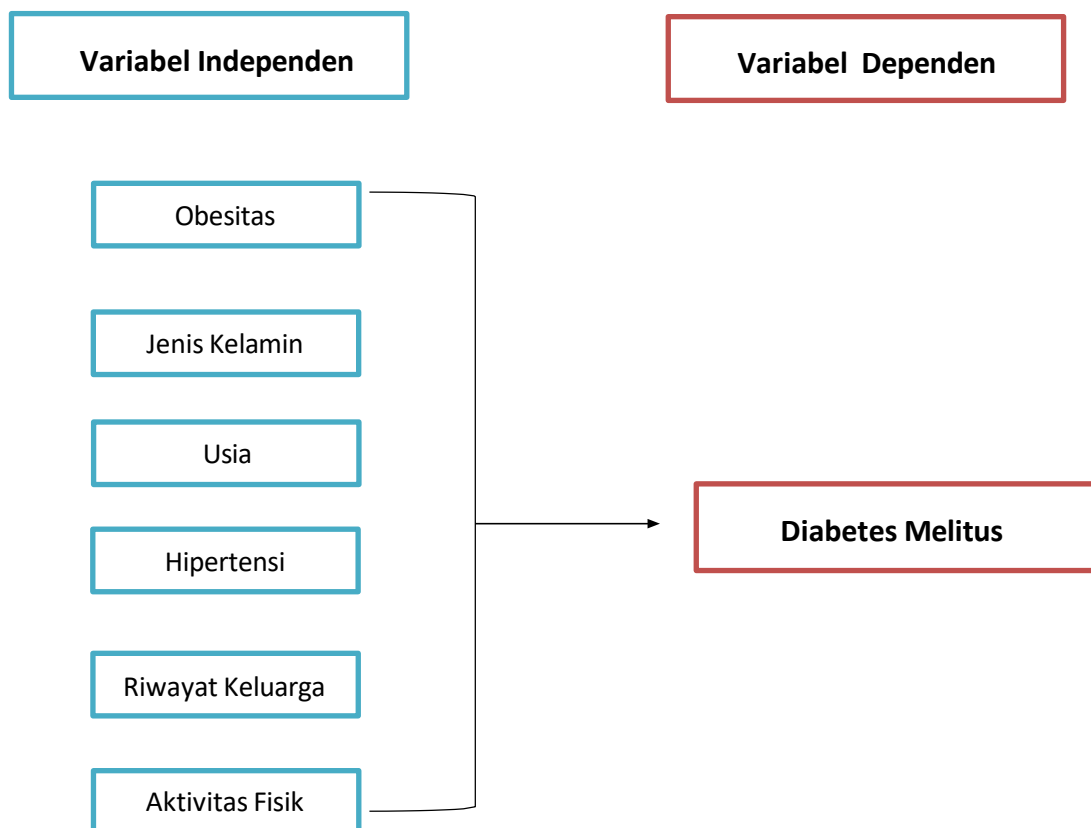 Variabel Independen
Variabel Dependen
Obesitas
Jenis Kelamin
Usia
Hipertensi
Diabetes Melitus
Riwayat Keluarga
Aktivitas Fisik